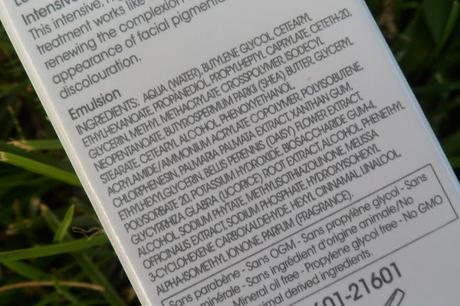 Intensive
This intensive,
treatment works like
renewing the complexion
appearance of facial pigment
discolouration.
Emulsion
INGREDIENTS: AQUA (WATER), BUTYLENE GLYCOL, CETEARYL
ETHYLHEXANOATE, PROPANEDIOL, PROPYLHEPTYL CAPRYLATE, CETETH-20,
GLYCERIN, METHYL METHACRYLATE CROSSPOLYMER, ISODECYL
NEOPENTANOATE, BUTYROSPERMUM PARKII (SHEA) BUTTER, GLYCERYL
STEARATE, CETEARYL ALCOHOL, PHENOXYETHANOL,
ACRYLAMIDE/AMMONIUM ACRYLATE COPOLYMER, POLYISOBUTENE,
CHLORPHENESIN, PALMARIA PALMATA EXTRACT, XANTHAN GUM,
ETHYLHEXYLGLYCERIN, BELLIS PERENNIS (DAISY) FLOWER EXTRACT,
POLYSORBATE 20, POTASSIUM HYDROXIDE, BIOSACCHARIDE GUM-4,
GLYCYRRHIZA GLABRA (LICORICE) ROOT EXTRACT, ALCOHOL, PHENETHYL
ALCOHOL, SODIUM PHYTATE, METHYLISOTHIAZOLINONE, MELISSA
OFFICINALIS EXTRACT, SODIUM PHOSPHATE, HYDROXYISOHEXYL
3-CYCLOHEXENE CARBOXALDEHYDE, HEXYL CINNAMAL, LINALOOL,
ALPHA-ISOMETHYL IONONE, PARFUM (FRAGRANCE).
Sans parabène - Sans OGM - Sans propylène glycol - Sans
minérale - Sans ingrédient d'origine animale/No
Mineral oil free - Propylene glycol free - No GMO
derived ingredients.
01-21601